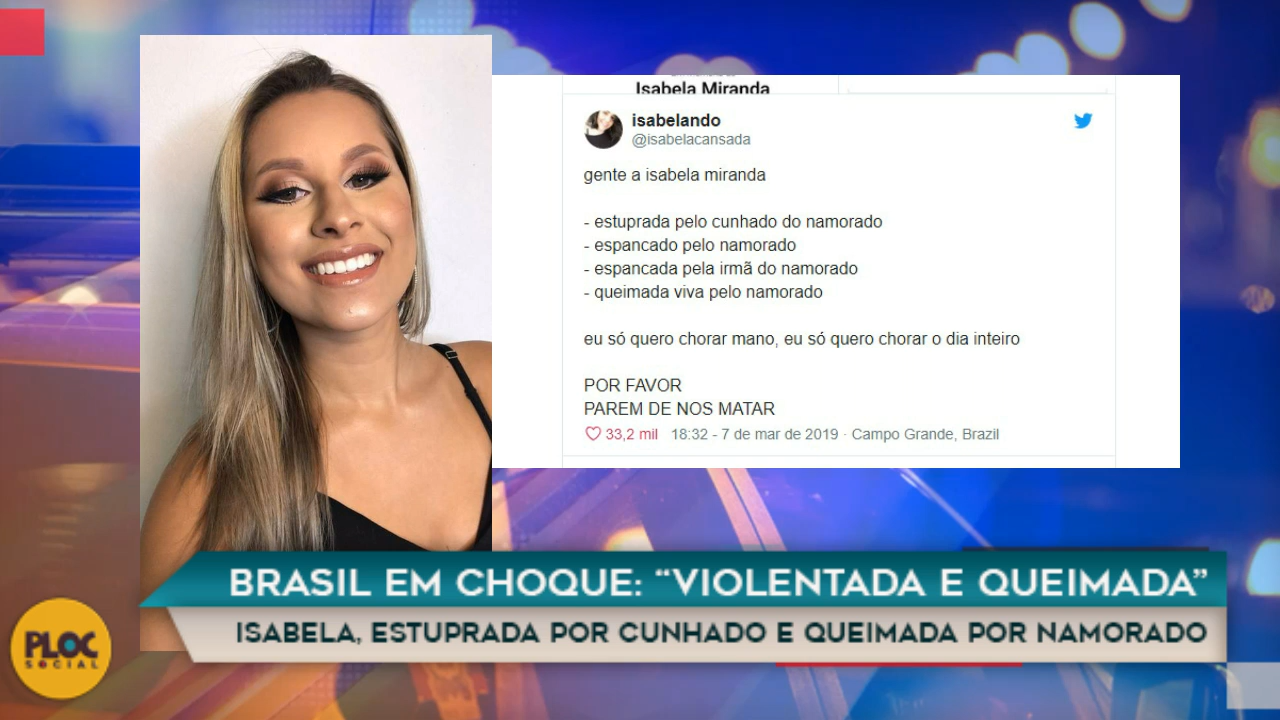 Isabela Miranda
isabelando
@isabelacansada
gente a isabela miranda
- estuprada pelo cunhado do namorado
- espancado pelo namorado
- espancada pela irmã do namorado
- queimada viva pelo namorado
eu só quero chorar mano, eu só quero chorar o dia inteiro
POR FAVOR
PAREM DE NOS MATAR
33,2 mil 18:32 - 7 de mar de 2019 · Campo Grande, Brazil
BRASIL EM CHOQUE: “VIOLENTADA E QUEIMADA”
ISABELA, ESTUPRADA POR CUNHADO E QUEIMADA POR NAMORADO
PLOC
SOCIAL